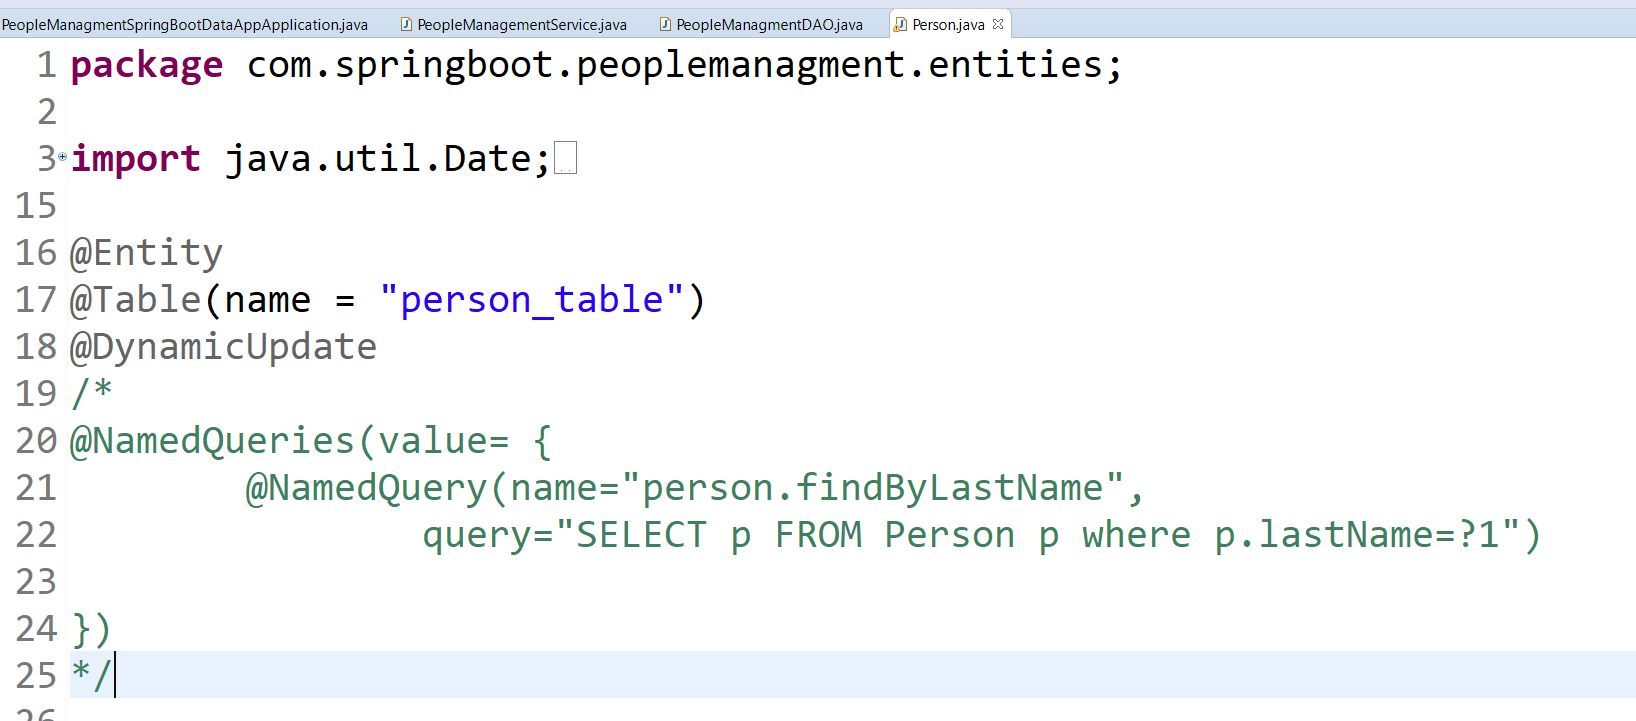 PeopleManagmentSpringBootDataAppApplication.java PeopleManagementService.java PeopleManagmentDAO.java Person.java
1 package com.springboot.peoplemanagment.entities;
2
3 import java.util.Date;
15
16 @Entity
17 @Table(name = "person_table")
18 @DynamicUpdate
19 /*
20 @NamedQueries(value= {
21 @NamedQuery(name="person.findByLastName",
22 query="SELECT p FROM Person p where p.lastName=?1")
23
24 })
25 */
26